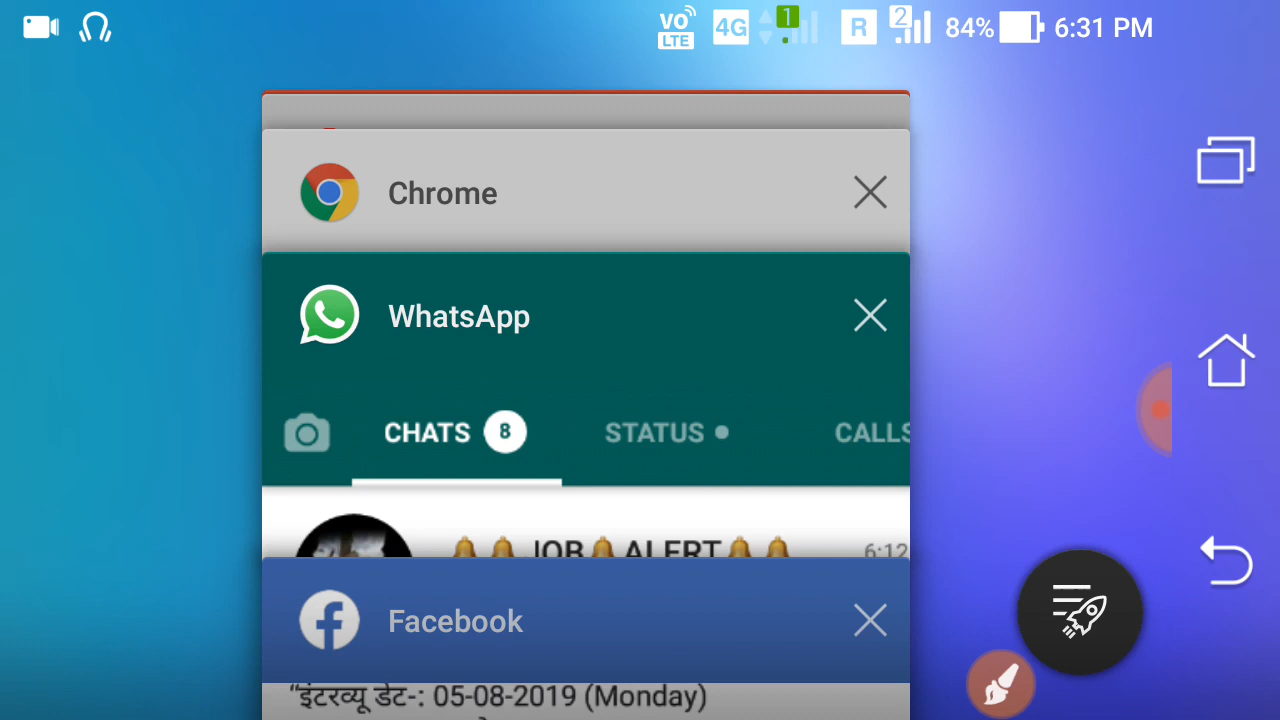 VO LTE 4G 1 R 2 84% 6:31 PM
Chrome
WhatsApp
CHATS 8 STATUS CALLS
🔔🔔 JOB🔔ALERT🔔🔔 6:12
Facebook
“इंटरव्यू डेट-: 05-08-2019 (Monday)